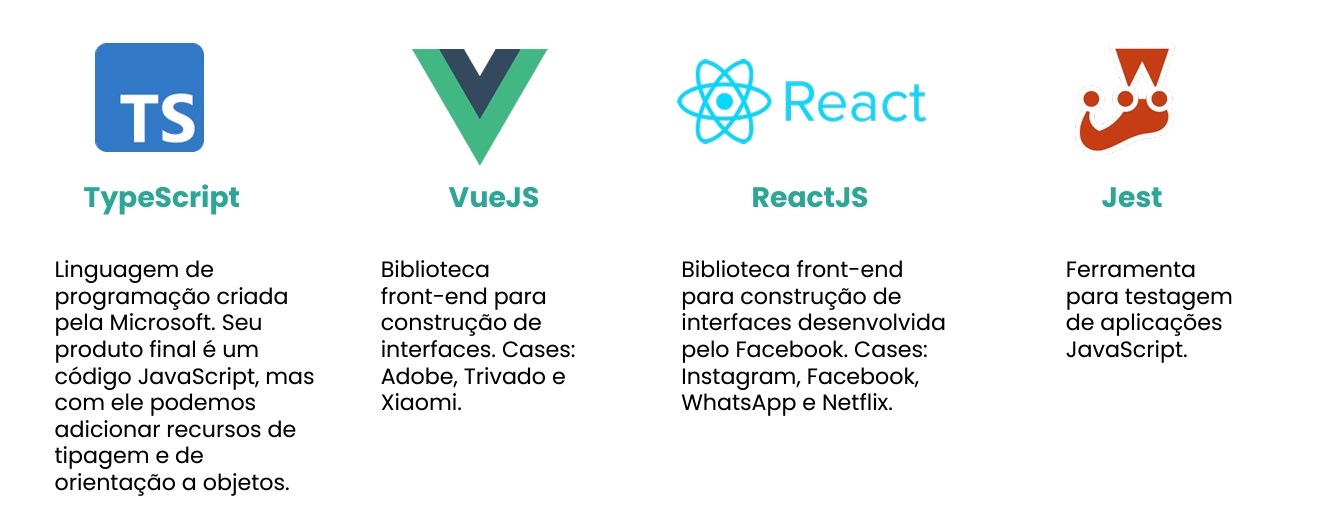 TS
React
TypeScript
VueJS
ReactJS
Jest
Linguagem de
programação criada
pela Microsoft. Seu
produto final é um
código JavaScript, mas
com ele podemos
adicionar recursos de
tipagem e de
orientação a objetos.
Biblioteca
front-end para
construção de
interfaces. Cases:
Adobe, Trivado e
Xiaomi.
Biblioteca front-end
para construção de
interfaces desenvolvida
pelo Facebook. Cases:
Instagram, Facebook,
WhatsApp e Netflix.
Ferramenta
para testagem
de aplicações
JavaScript.